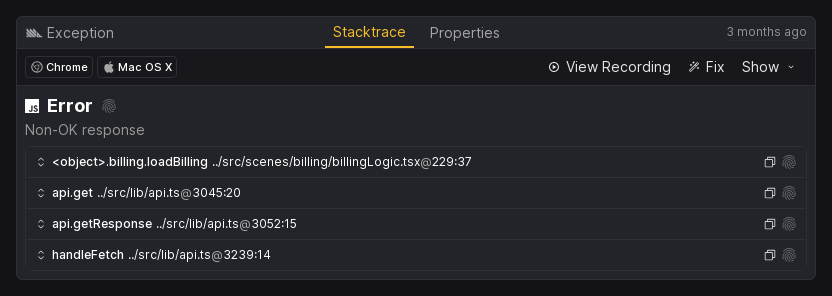 Exception Stacktrace Properties 3 months ago
Chrome Mac OS X View Recording Fix Show
JS Error
Non-OK response
<object>.billing.loadBilling ../src/scenes/billing/billingLogic.tsx@229:37
api.get ../src/lib/api.ts@3045:20
api.getResponse ../src/lib/api.ts@3052:15
handleFetch ../src/lib/api.ts@3239:14